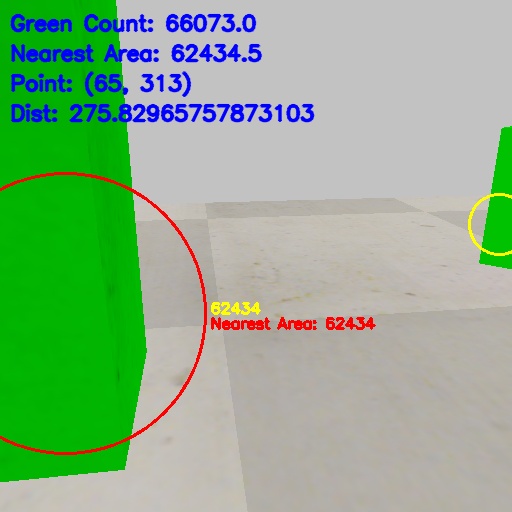 Green Count: 66073.0
Nearest Area: 62434.5
Point: (65, 313)
Dist: 275.82965757873103
62434
Nearest Area: 62434